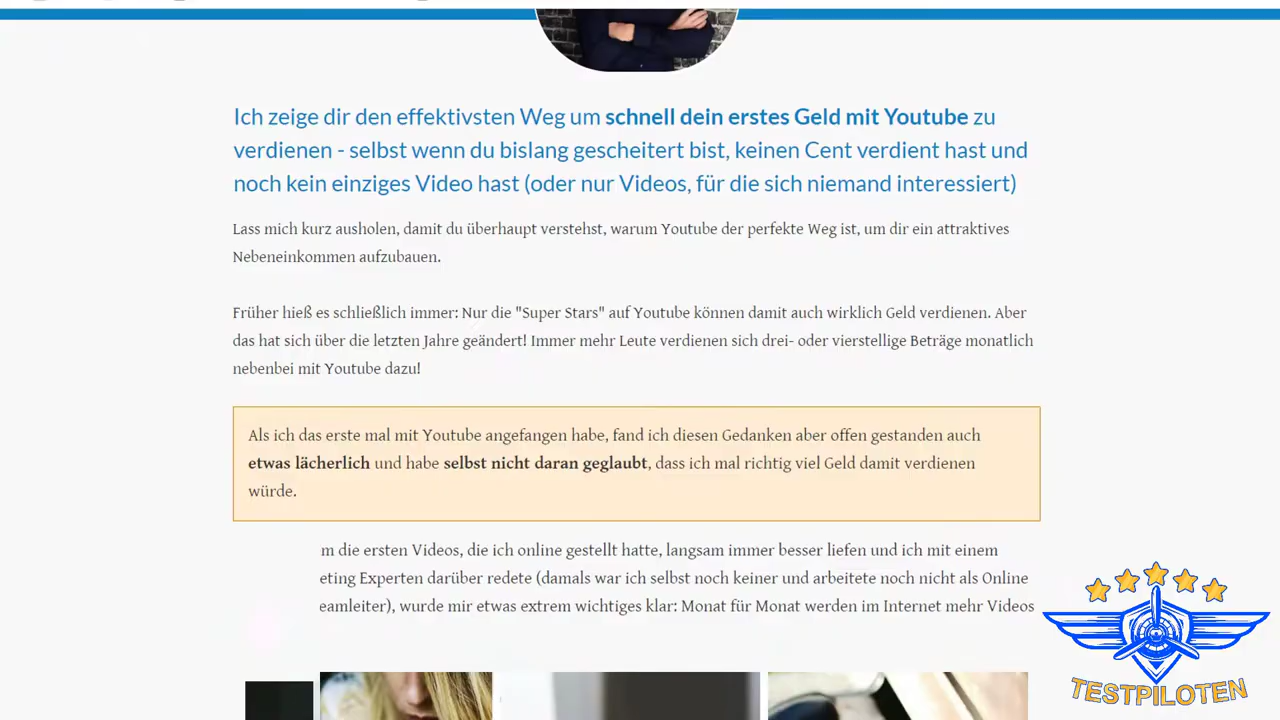 Ich zeige dir den effektivsten Weg um schnell dein erstes Geld mit Youtube zu
verdienen - selbst wenn du bislang gescheitert bist, keinen Cent verdient hast und
noch kein einziges Video hast (oder nur Videos, für die sich niemand interessiert)
Lass mich kurz ausholen, damit du überhaupt verstehst, warum Youtube der perfekte Weg ist, um dir ein attraktives
Nebeneinkommen aufzubauen.
Früher hieß es schließlich immer: Nur die "Super Stars" auf Youtube können damit auch wirklich Geld verdienen. Aber
das hat sich über die letzten Jahre geändert! Immer mehr Leute verdienen sich drei- oder vierstellige Beträge monatlich
nebenbei mit Youtube dazu!
Als ich das erste mal mit Youtube angefangen habe, fand ich diesen Gedanken aber offen gestanden auch
etwas lächerlich und habe selbst nicht daran geglaubt, dass ich mal richtig viel Geld damit verdienen
würde.
m die ersten Videos, die ich online gestellt hatte, langsam immer besser liefen und ich mit einem
eting Experten darüber redete (damals war ich selbst noch keiner und arbeitete noch nicht als Online
eamleiter), wurde mir etwas extrem wichtiges klar: Monat für Monat werden im Internet mehr Videos
TESTPILOTEN